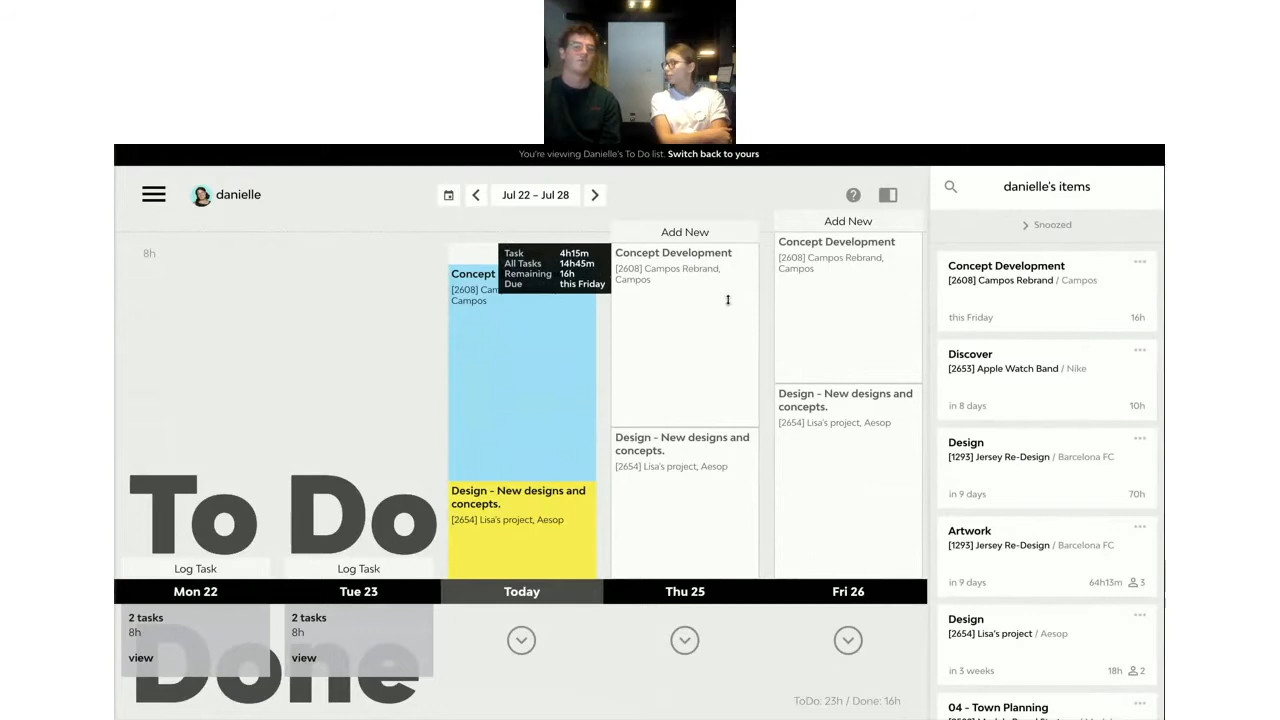 You're viewing Danielle's To Do list. Switch back to yours
danielle
Jul 22 – Jul 28
danielle's items
Snoozed
Add New
Add New
8h
Task 4h15m
All Tasks 14h45m
Remaining 16h
Due this Friday
Concept
[2608] Cam
Campos
Design - New designs and
concepts.
[2654] Lisa's project, Aesop
Concept Development
[2608] Campos Rebrand,
Campos
Design - New designs and
concepts.
[2654] Lisa's project, Aesop
Concept Development
[2608] Campos Rebrand,
Campos
Design - New designs and
concepts.
[2654] Lisa's project, Aesop
To Do
Log Task
Log Task
Mon 22
Tue 23
Today
Thu 25
Fri 26
2 tasks
8h
view
2 tasks
8h
view
Done
ToDo: 23h / Done: 16h
Concept Development
[2608] Campos Rebrand / Campos
this Friday 16h
Discover
[2653] Apple Watch Band / Nike
in 8 days 10h
Design
[1293] Jersey Re-Design / Barcelona FC
in 9 days 70h
Artwork
[1293] Jersey Re-Design / Barcelona FC
in 9 days 64h13m 3
Design
[2654] Lisa's project / Aesop
in 3 weeks 18h 2
04 - Town Planning